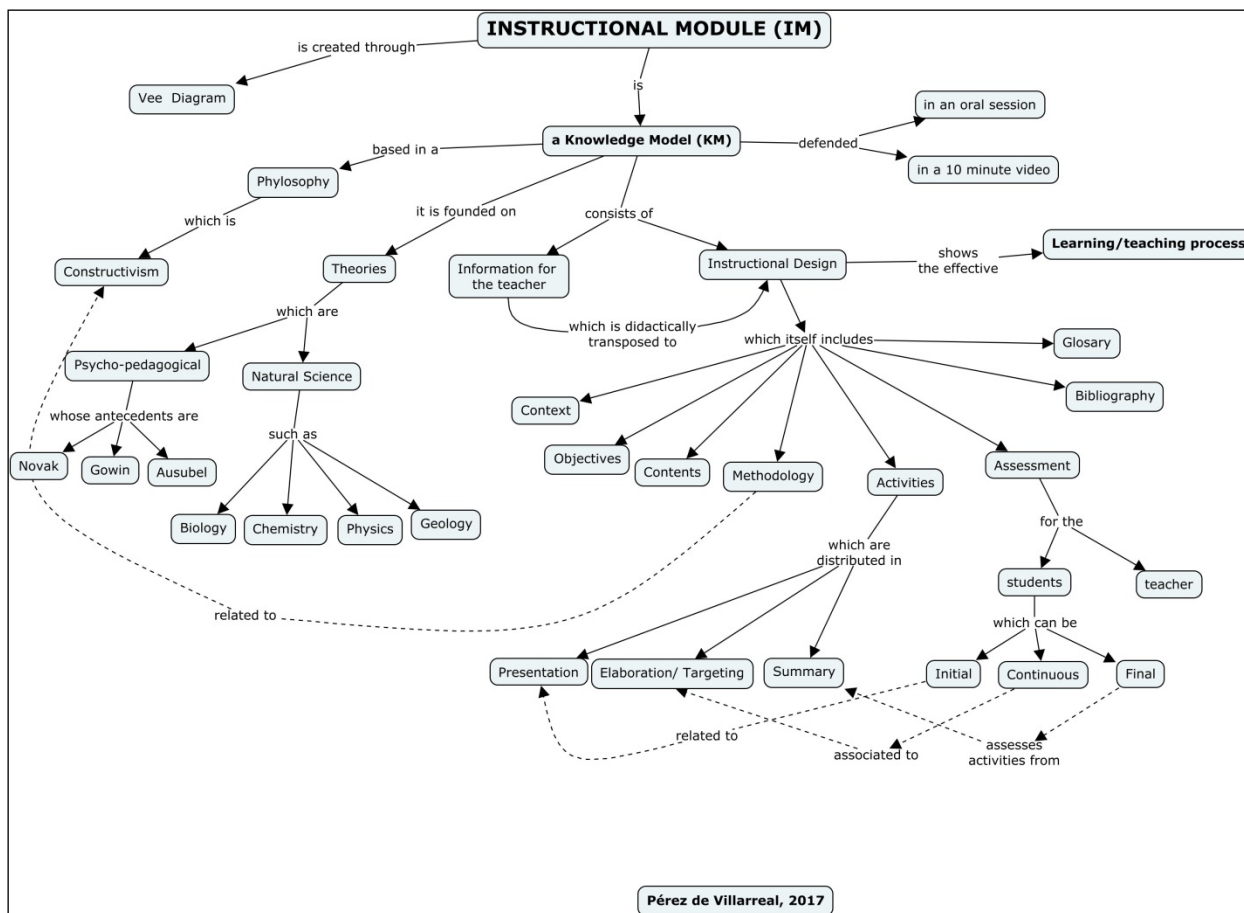 INSTRUCTIONAL MODULE (IM)
is created through
Vee Diagram
is
in an oral session
a Knowledge Model (KM)
defended
based in a
in a 10 minute video
Phylosophy
it is founded on
consists of
which is
Learning/teaching process
shows
the effective
Constructivism
Theories
Information for
the teacher
Instructional Design
which are
which is didactically
transposed to
which itself includes
Glosary
Psycho-pedagogical
Natural Science
Bibliography
Context
whose antecedents are
such as
Objectives
Contents
Methodology
Activities
Assessment
Novak
Gowin
Ausubel
Biology
Chemistry
Physics
Geology
for the
which are
distributed in
students
teacher
related to
which can be
Presentation
Elaboration/ Targeting
Summary
Initial
Continuous
Final
related to
associated to
assesses
activities from
Pérez de Villarreal, 2017